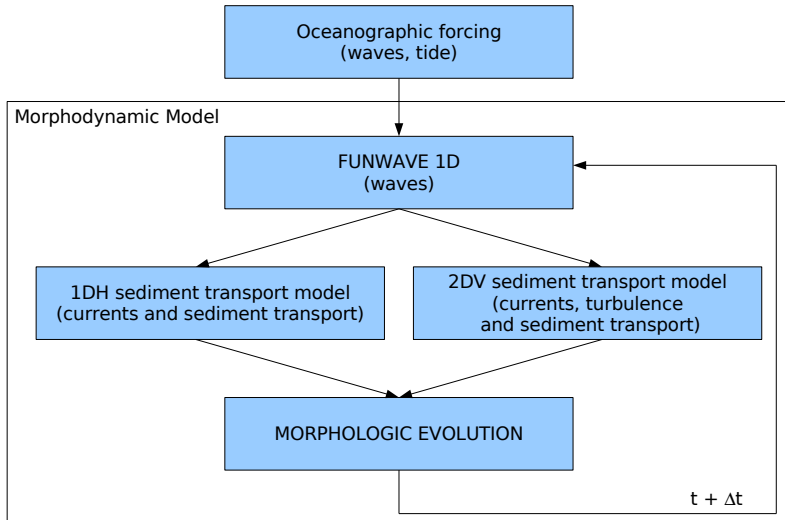 Oceanographic forcing
(waves, tide)
Morphodynamic Model
FUNWAVE 1D
(waves)
1DH sediment transport model
(currents and sediment transport)
2DV sediment transport model
(currents, turbulence
and sediment transport)
MORPHOLOGIC EVOLUTION
t + Δt